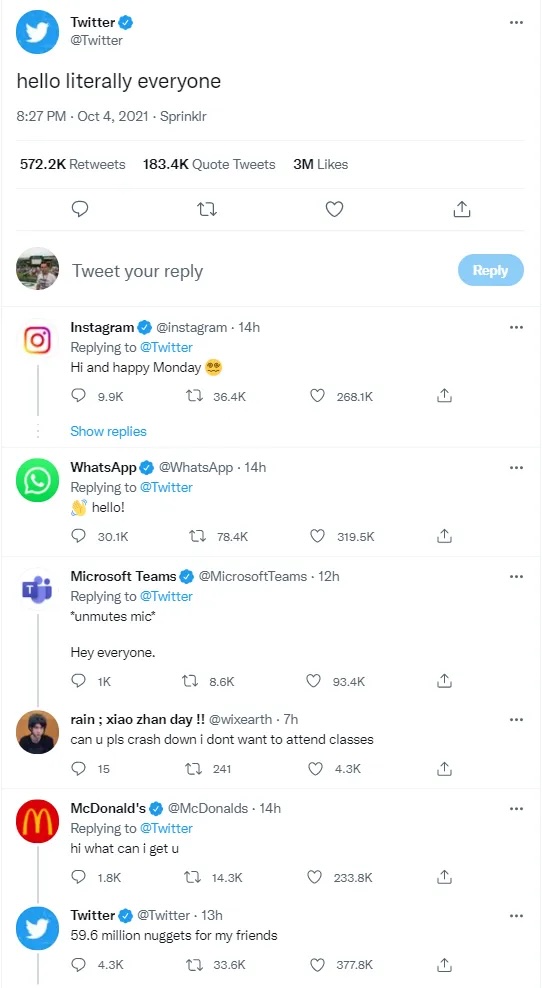 Twitter
@Twitter
hello literally everyone
8:27 PM · Oct 4, 2021 · Sprinklr
572.2K Retweets 183.4K Quote Tweets 3M Likes
Tweet your reply
Reply
Instagram @instagram · 14h
Replying to @Twitter
Hi and happy Monday 😵‍💫
9.9K 36.4K 268.1K
Show replies
WhatsApp @WhatsApp · 14h
Replying to @Twitter
👋 hello!
30.1K 78.4K 319.5K
Microsoft Teams @MicrosoftTeams · 12h
Replying to @Twitter
*unmutes mic*
Hey everyone.
1K 8.6K 93.4K
rain ; xiao zhan day !! @wixearth · 7h
can u pls crash down i dont want to attend classes
15 241 4.3K
McDonald's @McDonalds · 14h
Replying to @Twitter
hi what can i get u
1.8K 14.3K 233.8K
Twitter @Twitter · 13h
59.6 million nuggets for my friends
4.3K 33.6K 377.8K